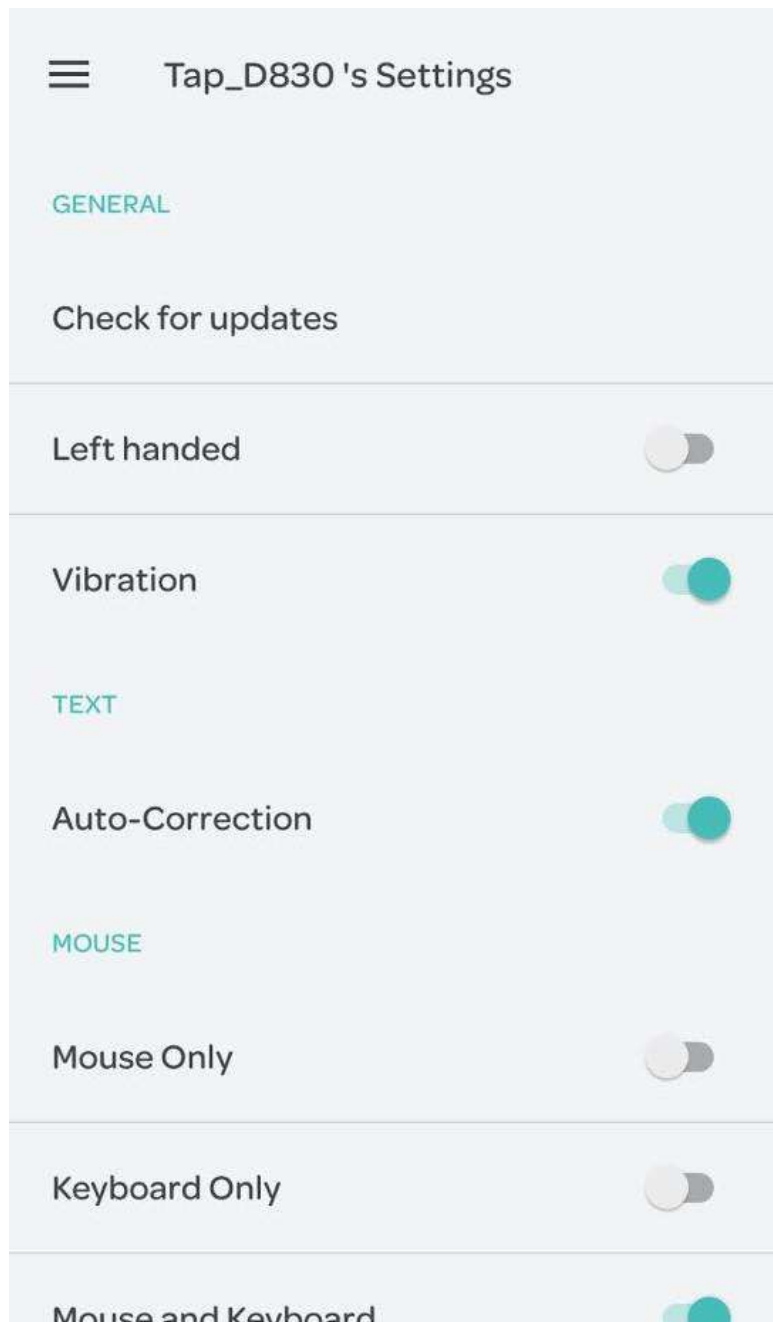 Tap_D830 's Settings
GENERAL
Check for updates
Left handed
Vibration
TEXT
Auto-Correction
MOUSE
Mouse Only
Keyboard Only
Mouse and Keyboard